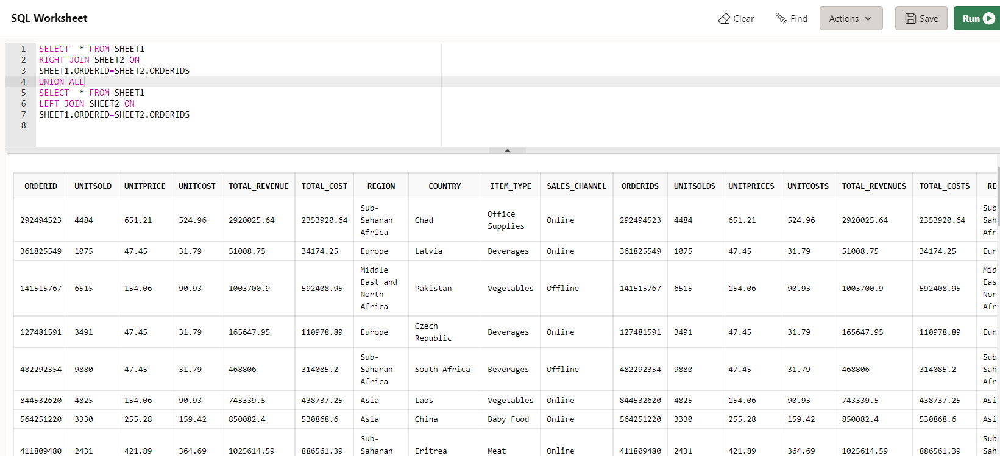 SQL Worksheet
Clear Find Actions Save Run
1 SELECT * FROM SHEET1
2 RIGHT JOIN SHEET2 ON
3 SHEET1.ORDERID=SHEET2.ORDERIDS
4 UNION ALL
5 SELECT * FROM SHEET1
6 LEFT JOIN SHEET2 ON
7 SHEET1.ORDERID=SHEET2.ORDERIDS
8
ORDERID UNITSOLD UNITPRICE UNITCOST TOTAL_REVENUE TOTAL_COST REGION COUNTRY ITEM_TYPE SALES_CHANNEL ORDERIDS UNITSOLDS UNITPRICES UNITCOSTS TOTAL_REVENUES TOTAL_COSTS RE
292494523 4484 651.21 524.96 2920025.64 2353920.64 Sub-Saharan Africa Chad Office Supplies Online 292494523 4484 651.21 524.96 2920025.64 2353920.64 Sub Sah Afr
361825549 1075 47.45 31.79 51008.75 34174.25 Europe Latvia Beverages Online 361825549 1075 47.45 31.79 51008.75 34174.25 Eur
141515767 6515 154.06 90.93 1003700.9 592408.95 Middle East and North Africa Pakistan Vegetables Offline 141515767 6515 154.06 90.93 1003700.9 592408.95 Mid Eas Nor Afr
127481591 3491 47.45 31.79 165647.95 110978.89 Europe Czech Republic Beverages Online 127481591 3491 47.45 31.79 165647.95 110978.89 Eur
482292354 9880 47.45 31.79 468806 314085.2 Sub-Saharan Africa South Africa Beverages Offline 482292354 9880 47.45 31.79 468806 314085.2 Sub Sah Afr
844532620 4825 154.06 90.93 743339.5 438737.25 Asia Laos Vegetables Online 844532620 4825 154.06 90.93 743339.5 438737.25 Asi
564251220 3330 255.28 159.42 850082.4 530868.6 Asia China Baby Food Online 564251220 3330 255.28 159.42 850082.4 530868.6 Asi
411809480 2431 421.89 364.69 1025614.59 886561.39 Sub-Saharan Eritrea Meat Online 411809480 2431 421.89 364.69 1025614.59 886561.39 Sub Sah